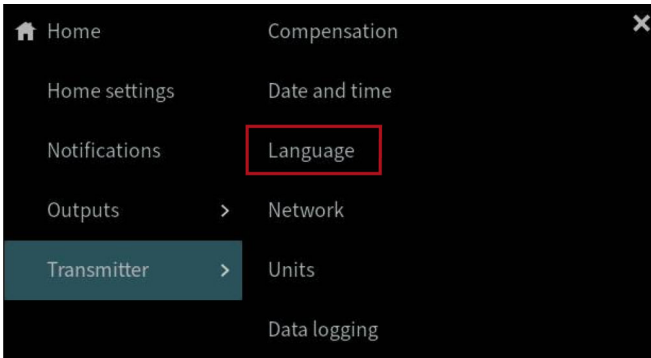 Home
Home settings
Notifications
Outputs
Transmitter
Compensation
Date and time
Language
Network
Units
Data logging